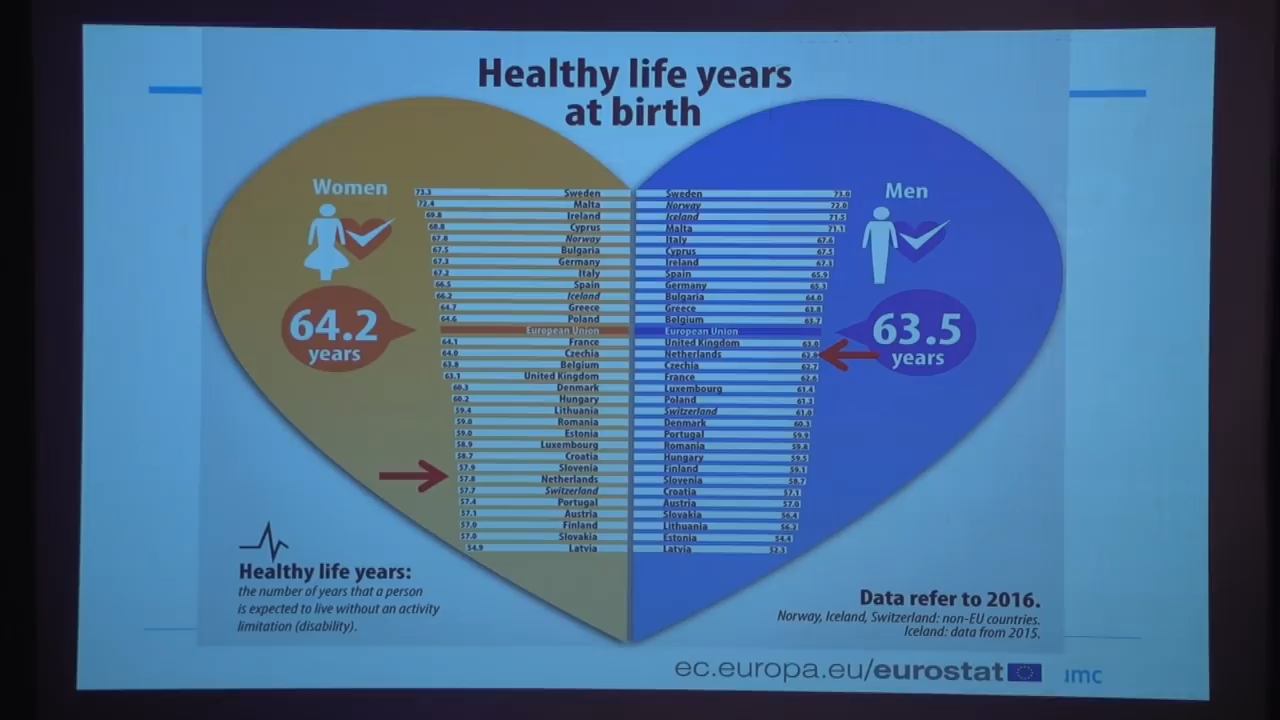 Healthy life years
at birth
Women
73.3 Sweden
72.4 Malta
69.8 Ireland
68.8 Cyprus
67.8 Norway
67.5 Bulgaria
67.3 Germany
67.2 Italy
66.5 Spain
66.2 Iceland
64.7 Greece
64.6 Poland
European Union
64.1 France
64.0 Czechia
63.8 Belgium
63.1 United Kingdom
60.3 Denmark
60.2 Hungary
59.4 Lithuania
Romania
59.0 Estonia
58.9 Luxembourg
58.7 Croatia
57.9 Slovenia
57.8 Netherlands
57.7 Switzerland
57.4 Portugal
57.1 Austria
57.0 Finland
57.0 Slovakia
54.9 Latvia
64.2
years
Men
Sweden 73.0
Norway 72.0
Iceland 71.5
Malta 71.1
Italy 67.6
Cyprus 67.5
Ireland 67.3
Spain 65.9
Germany 65.3
Bulgaria 64.0
Greece 63.8
Belgium 63.7
European Union
United Kingdom 63.0
Netherlands 62.8
Czechia 62.7
France 62.6
Luxembourg 61.4
Poland 61.3
Switzerland 61.0
Denmark 60.3
Portugal 59.9
Romania 59.8
Hungary 59.5
Finland 59.1
Slovenia 58.7
Croatia 57.1
Austria 57.0
Slovakia 56.4
Lithuania 56.2
Estonia 54.4
Latvia 52.3
63.5
years
Healthy life years:
the number of years that a person
is expected to live without an activity
limitation (disability).
Data refer to 2016.
Norway, Iceland, Switzerland: non-EU countries.
Iceland: data from 2015.
ec.europa.eu/eurostat
umc